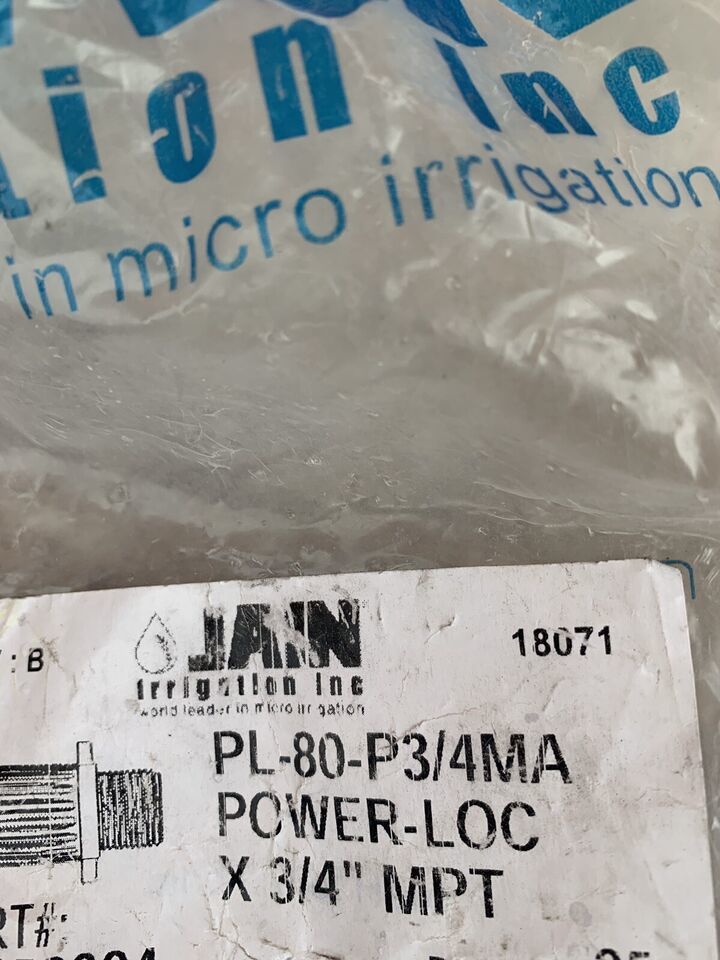 tion inc
in micro irrigation
: B
JAIN
18071
irrigation inc
world leader in micro irrigation
PL-80-P3/4MA
POWER-LOC
X 3/4" MPT
RT#: